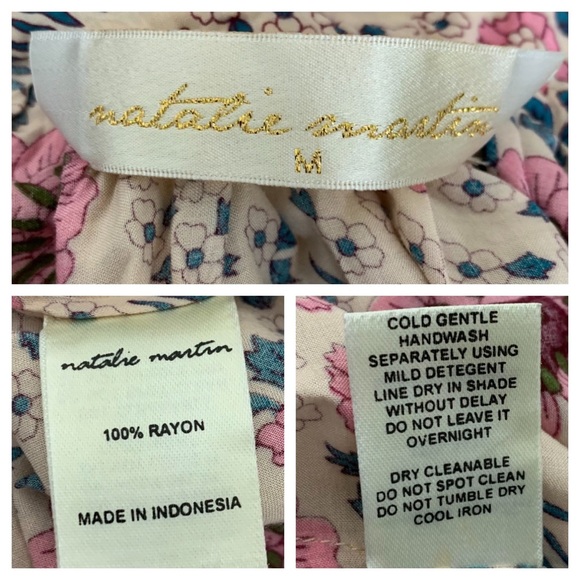 natalie martin
M
natalie martin
100% RAYON
MADE IN INDONESIA
COLD GENTLE
HANDWASH
SEPARATELY USING
MILD DETEGENT
LINE DRY IN SHADE
WITHOUT DELAY
DO NOT LEAVE IT
OVERNIGHT
DRY CLEANABLE
DO NOT SPOT CLEAN
DO NOT TUMBLE DRY
COOL IRON